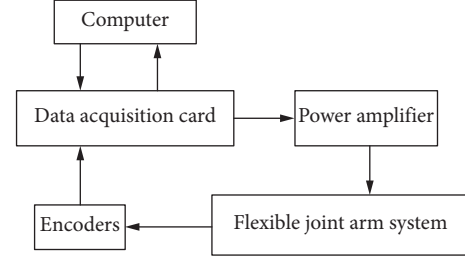 Computer
Data acquisition card
Power amplifier
Encoders
Flexible joint arm system